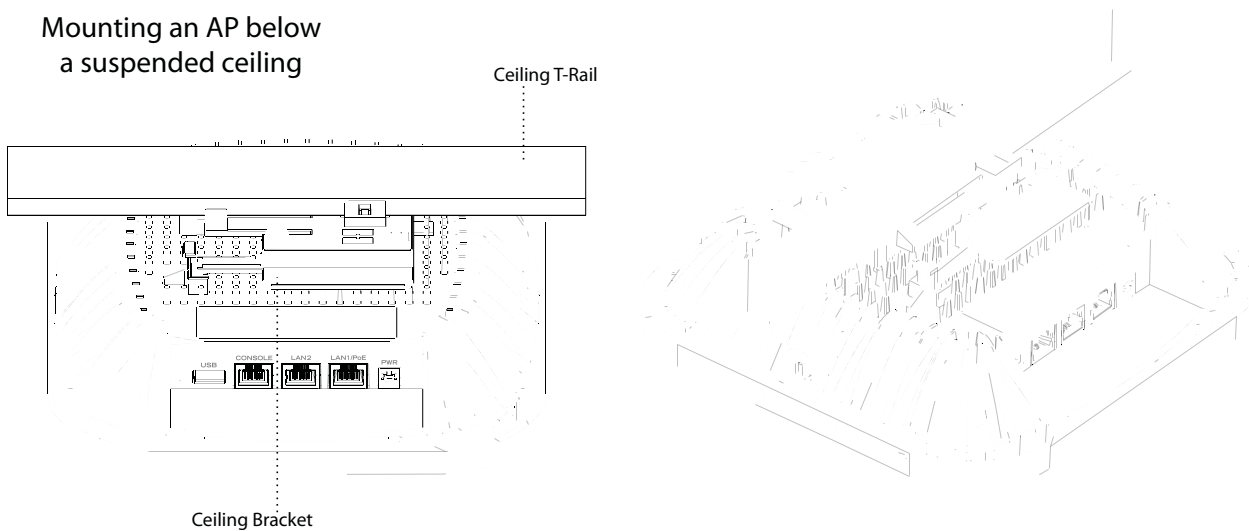 Mounting an AP below
a suspended ceiling
Ceiling T-Rail
USB
CONSOLE
LAN2
LAN1/PoE
PWR
Ceiling Bracket